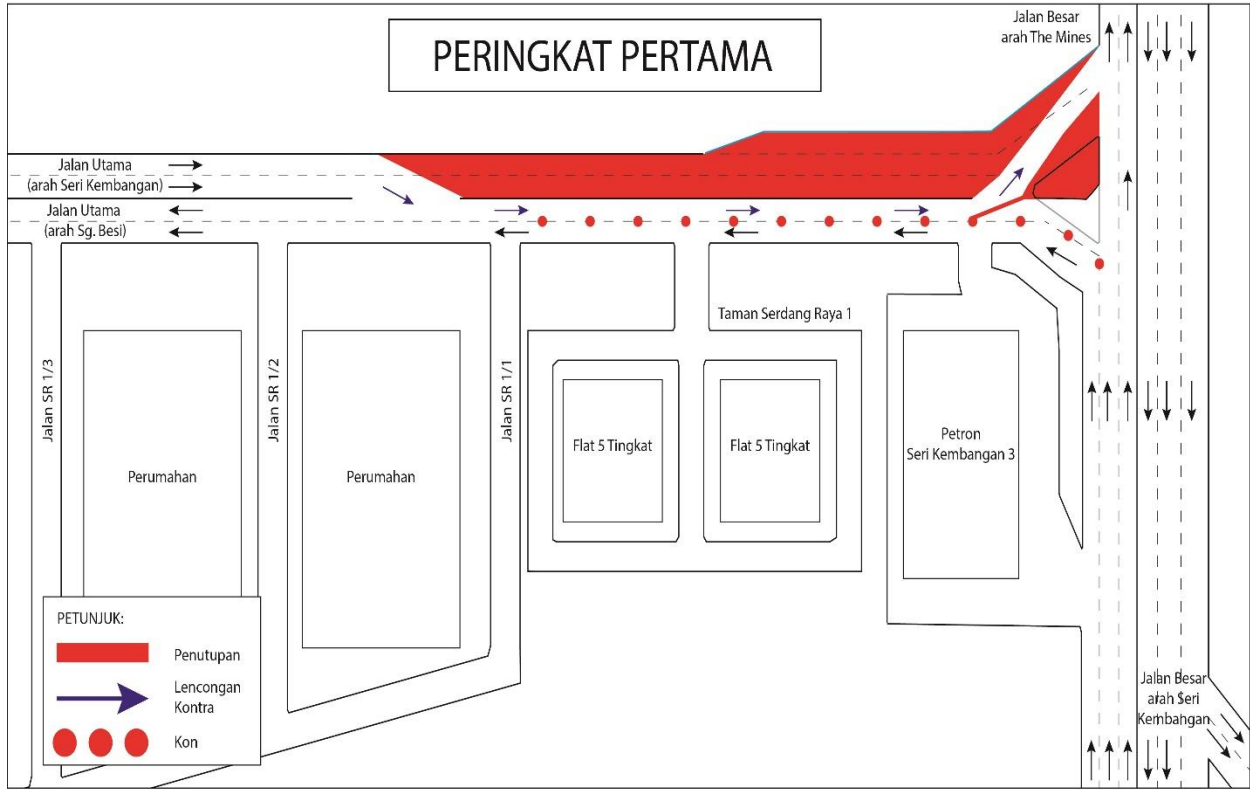 PERINGKAT PERTAMA
Jalan Besar
arah The Mines
Jalan Utama
(arah Seri Kembangan)
Jalan Utama
(arah Sg. Besi)
Taman Serdang Raya 1
Jalan SR 1/3
Jalan SR 1/2
Jalan SR 1/1
Perumahan
Perumahan
Flat 5 Tingkat
Flat 5 Tingkat
Petron
Seri Kembangan 3
PETUNJUK:
Penutupan
Lencongan
Kontra
Kon
Jalan Besar
arah Seri
Kembangan